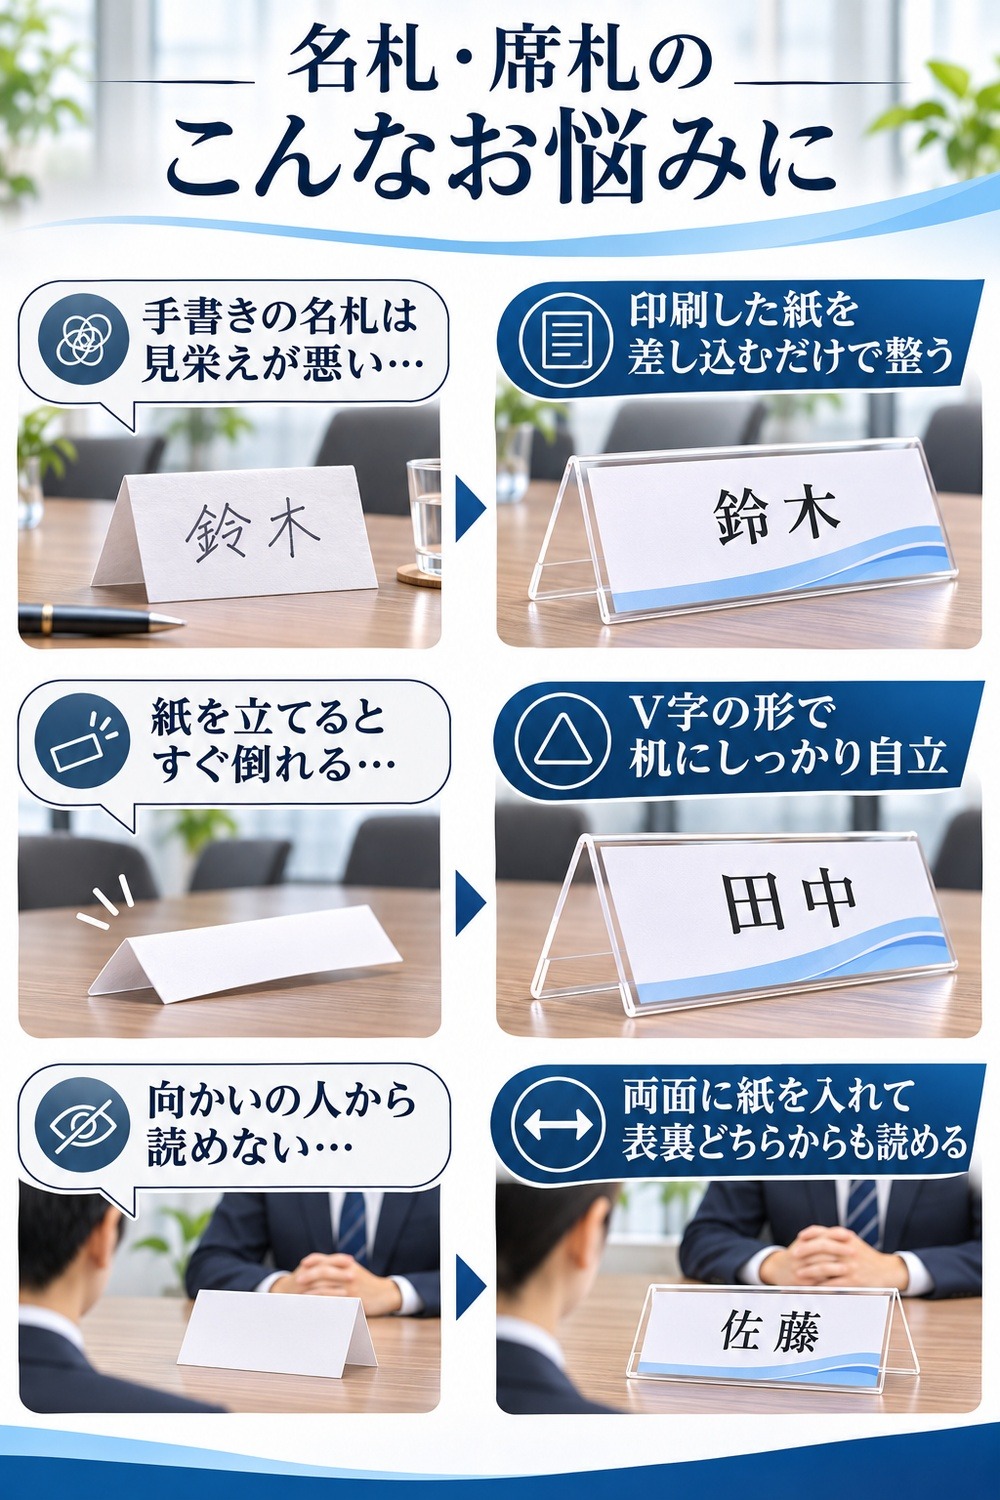 名札・席札の
こんなお悩みに
手書きの名札は
見栄えが悪い…
印刷した紙を
差し込むだけで整う
鈴木
鈴木
紙を立てると
すぐ倒れる…
V字の形で
机にしっかり自立
田中
向かいの人から
読めない…
両面に紙を入れて
表裏どちらからも読める
佐藤